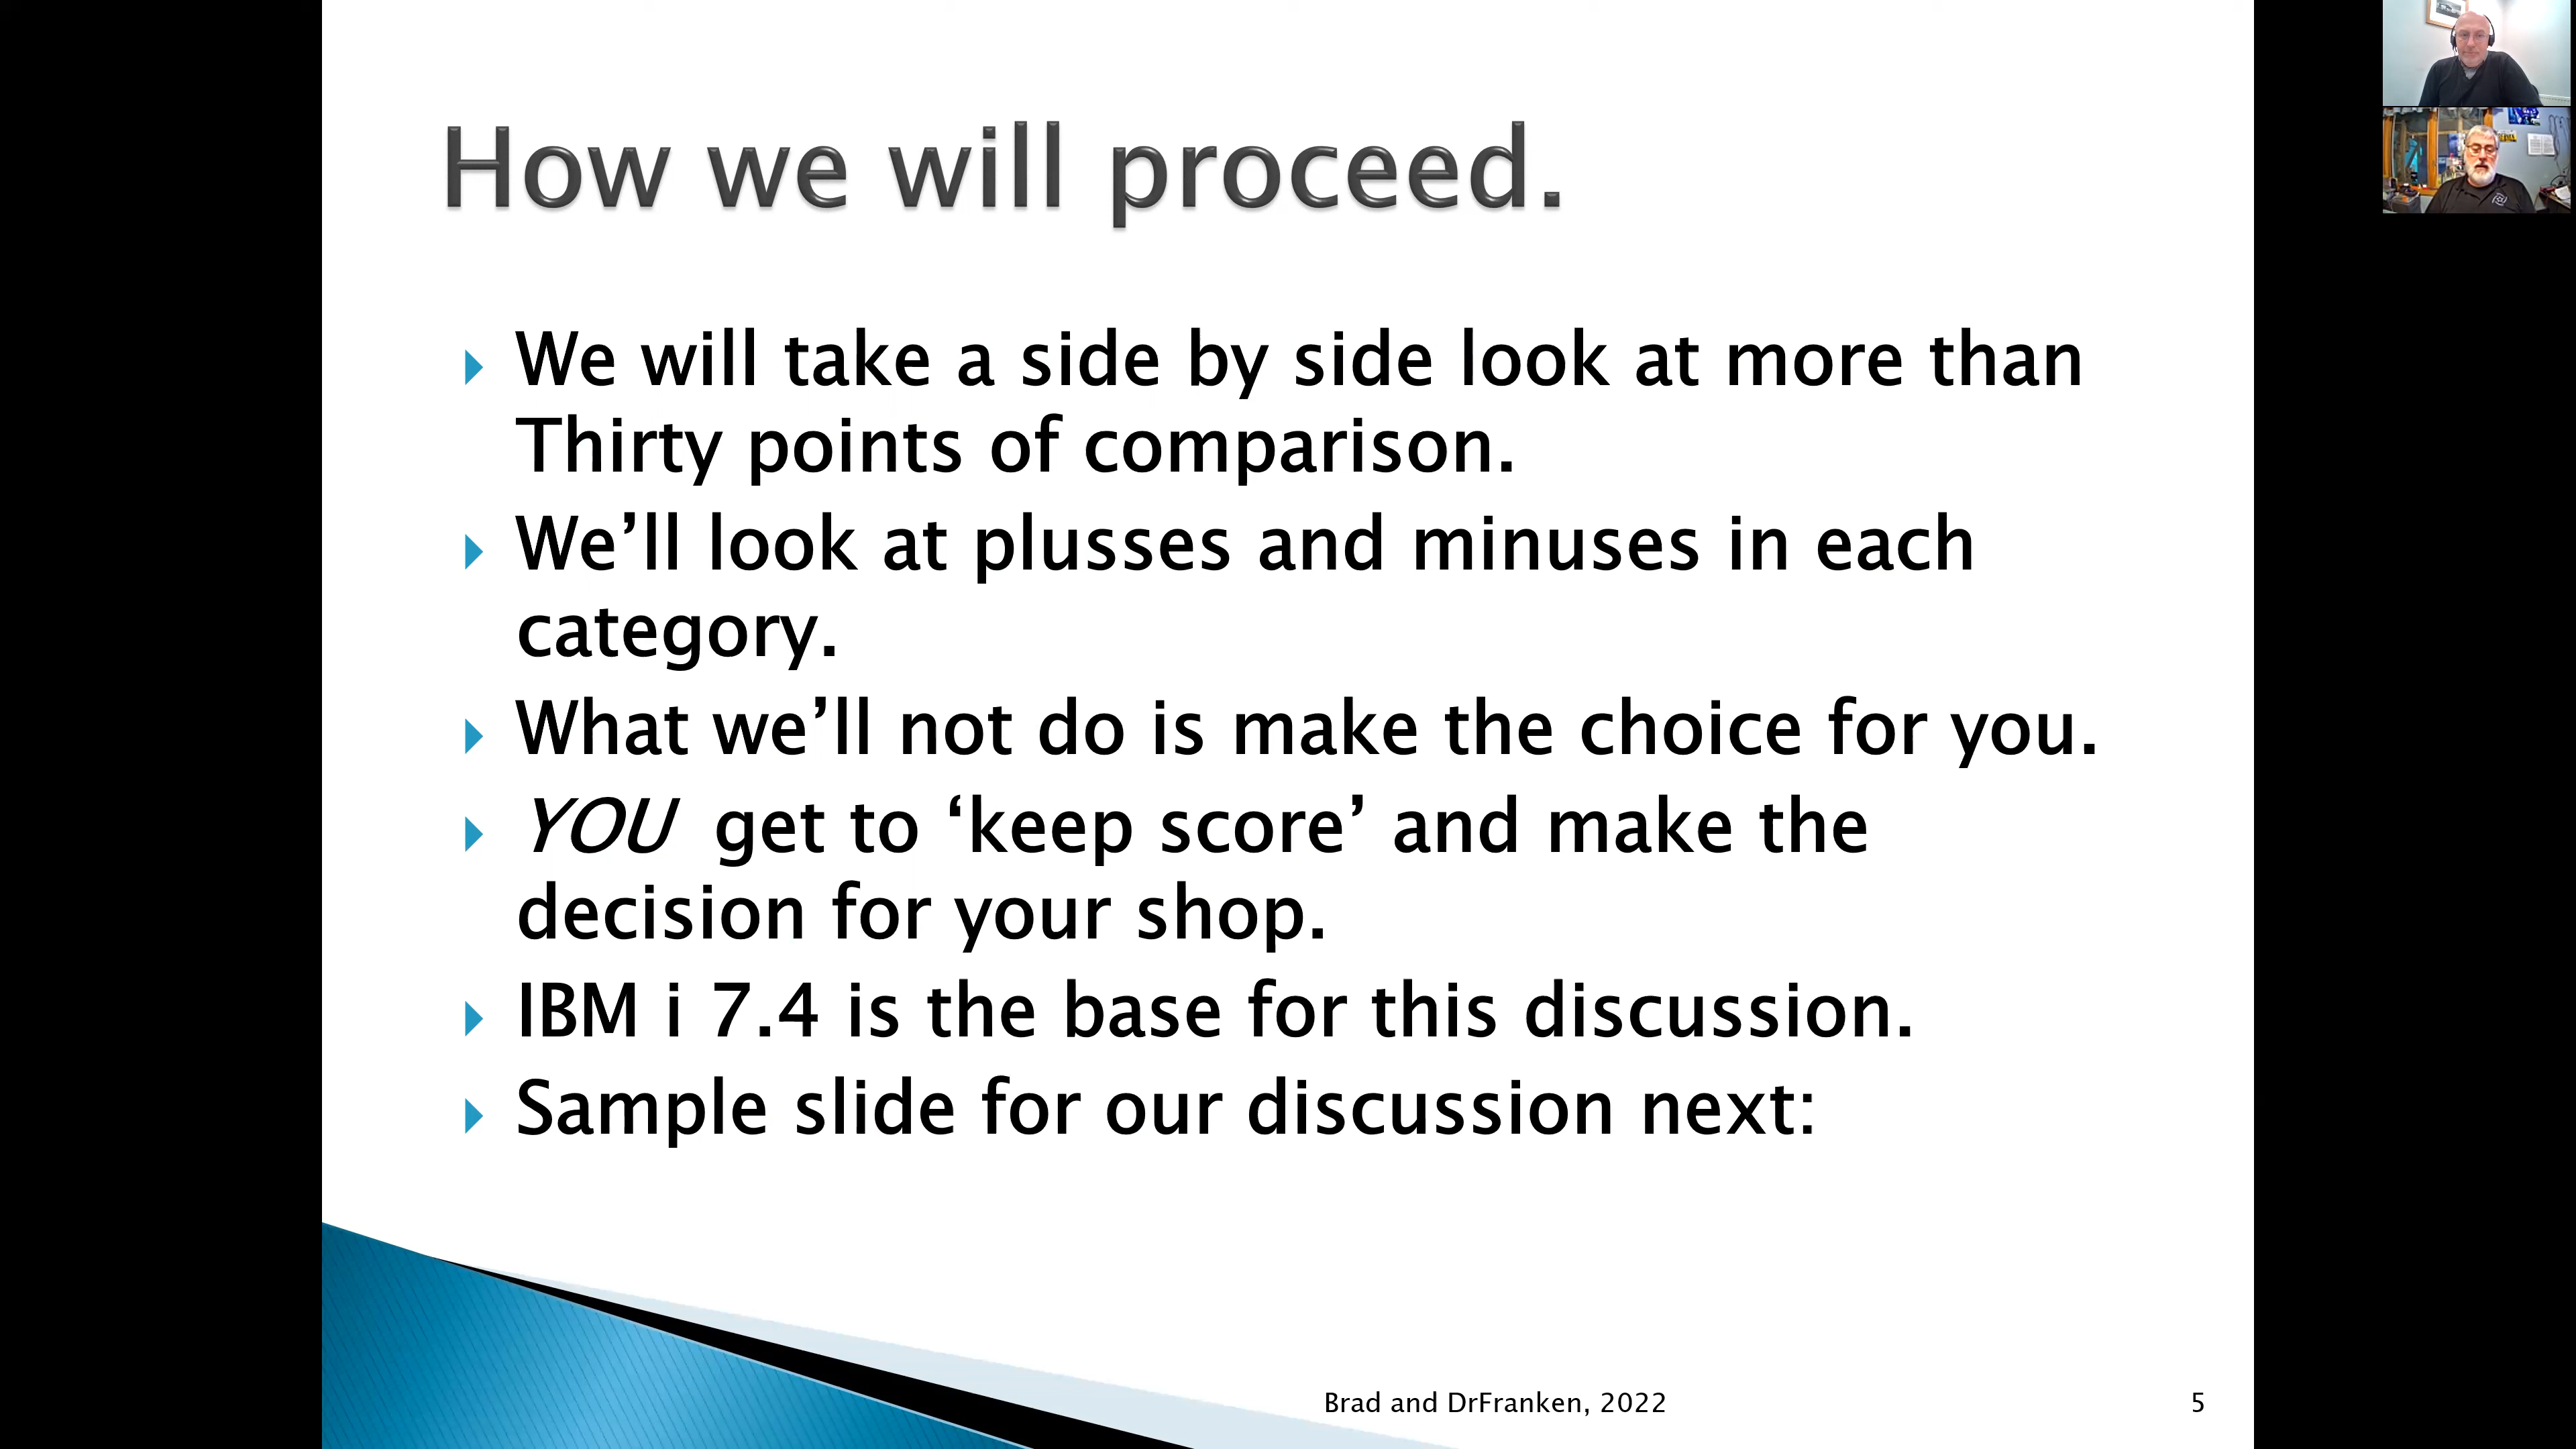 How we will proceed.
We will take a side by side look at more than
Thirty points of comparison.
We’ll look at plusses and minuses in each
category.
What we’ll not do is make the choice for you.
YOU get to ‘keep score’ and make the
decision for your shop.
IBM i 7.4 is the base for this discussion.
Sample slide for our discussion next:
Brad and DrFranken, 2022
5